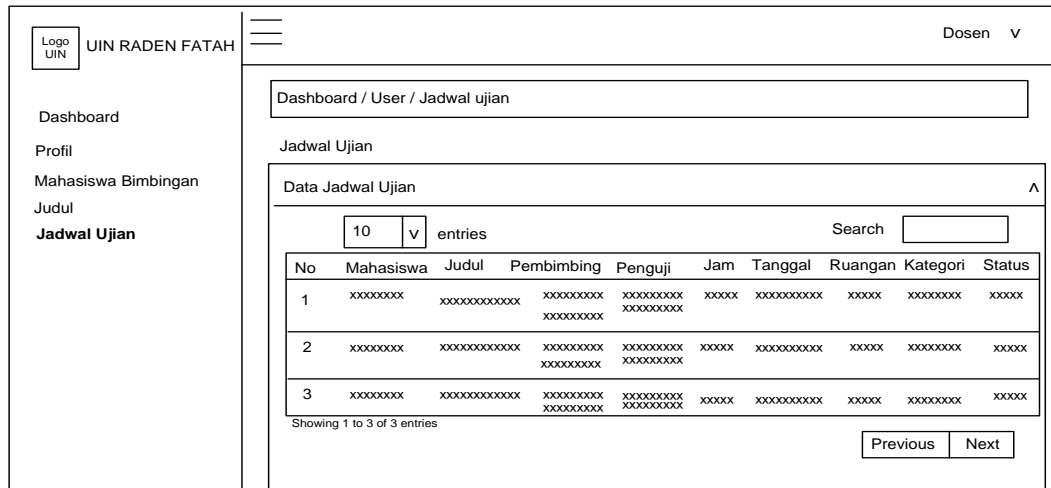 Logo
UIN
UIN RADEN FATAH
Dosen v
Dashboard
Profil
Mahasiswa Bimbingan
Judul
Jadwal Ujian
Dashboard / User / Jadwal ujian
Jadwal Ujian
Data Jadwal Ujian
10 v entries Search
No Mahasiswa Judul Pembimbing Penguji Jam Tanggal Ruangan Kategori Status
1 xxxxxxxx xxxxxxxxxxxx xxxxxxxxx xxxxxxxxx xxxxx xxxxxxxxxx xxxxx xxxxxxxx xxxxx
xxxxxxxxx xxxxxxxxx
2 xxxxxxxx xxxxxxxxxxxx xxxxxxxxx xxxxxxxxx xxxxx xxxxxxxxxx xxxxx xxxxxxxx xxxxx
xxxxxxxxx xxxxxxxxx
3 xxxxxxxx xxxxxxxxxxxx xxxxxxxxx xxxxxxxxx xxxxx xxxxxxxxxx xxxxx xxxxxxxx xxxxx
xxxxxxxxx xxxxxxxxx
Showing 1 to 3 of 3 entries
Previous Next